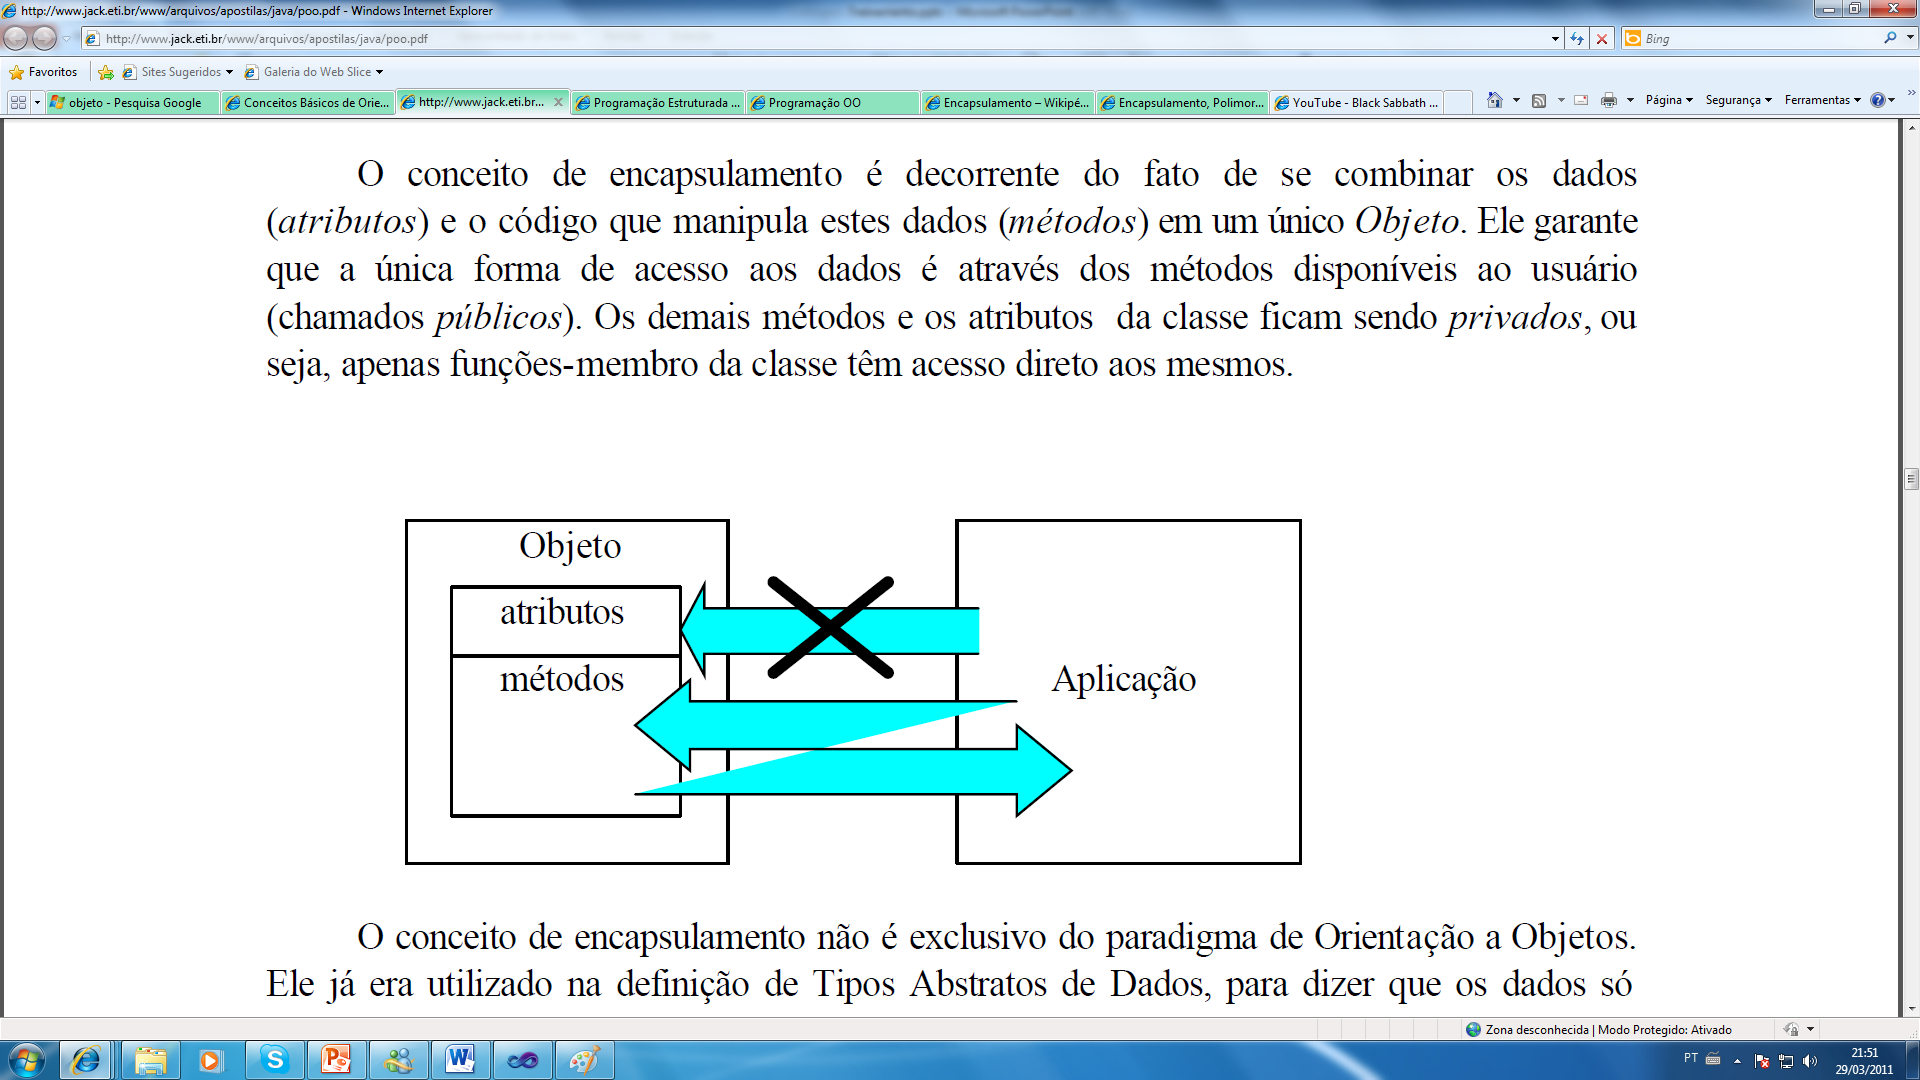 http://www.jack.eti.br/www/arquivos/apostilas/java/poo.pdf - Windows Internet Explorer
http://www.jack.eti.br/www/arquivos/apostilas/java/poo.pdf
Bing
Favoritos Sites Sugeridos Galeria do Web Slice
objeto - Pesquisa Google Conceitos Básicos de Orie... http://www.jack.eti.br... Programação Estruturada ... Programação OO Encapsulamento – Wikipé... Encapsulamento, Polimor... YouTube - Black Sabbath ... Página Segurança Ferramentas
O conceito de encapsulamento é decorrente do fato de se combinar os dados
(atributos) e o código que manipula estes dados (métodos) em um único Objeto. Ele garante
que a única forma de acesso aos dados é através dos métodos disponíveis ao usuário
(chamados públicos). Os demais métodos e os atributos da classe ficam sendo privados, ou
seja, apenas funções-membro da classe têm acesso direto aos mesmos.
Objeto
atributos
métodos
Aplicação
O conceito de encapsulamento não é exclusivo do paradigma de Orientação a Objetos.
Ele já era utilizado na definição de Tipos Abstratos de Dados, para dizer que os dados só
Zona desconhecida | Modo Protegido: Ativado
PT
21:51
29/03/2011